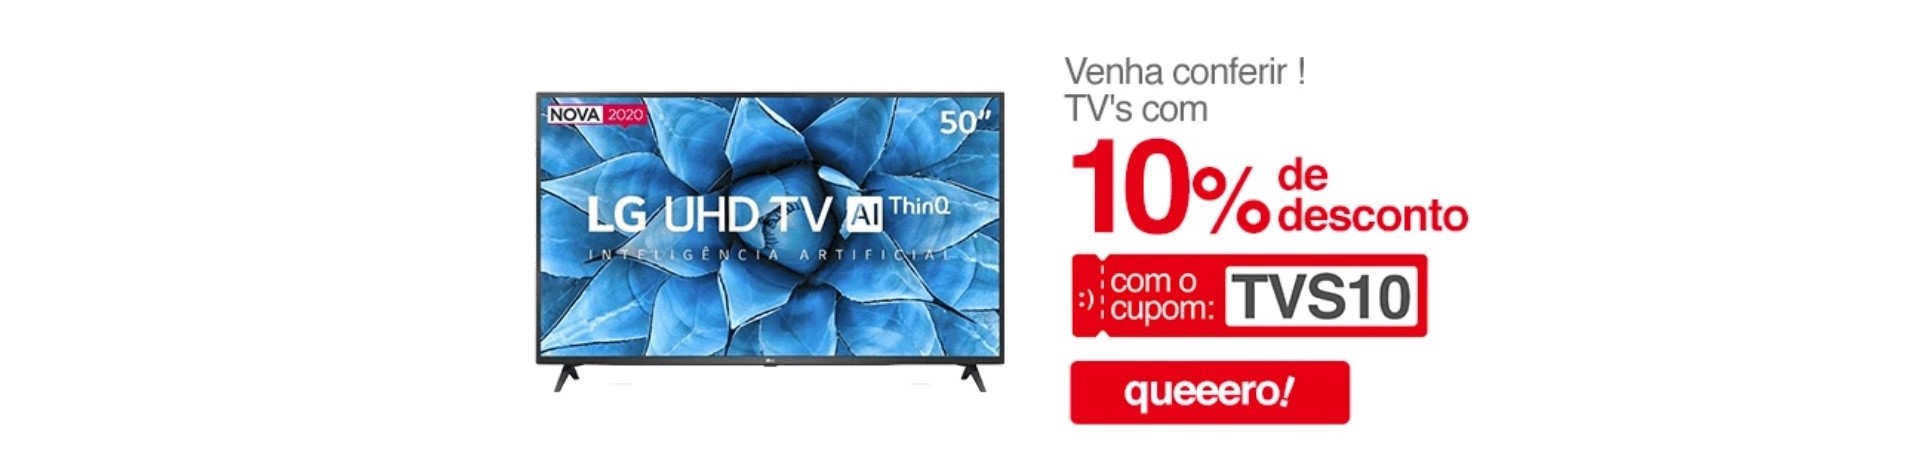 NOVA 2020
50"
LG UHD TV AI ThinQ
INTELIGÊNCIA ARTIFICIAL
LG
Venha conferir !
TV's com
10% de
desconto
:) com o
cupom: TVS10
queeero!